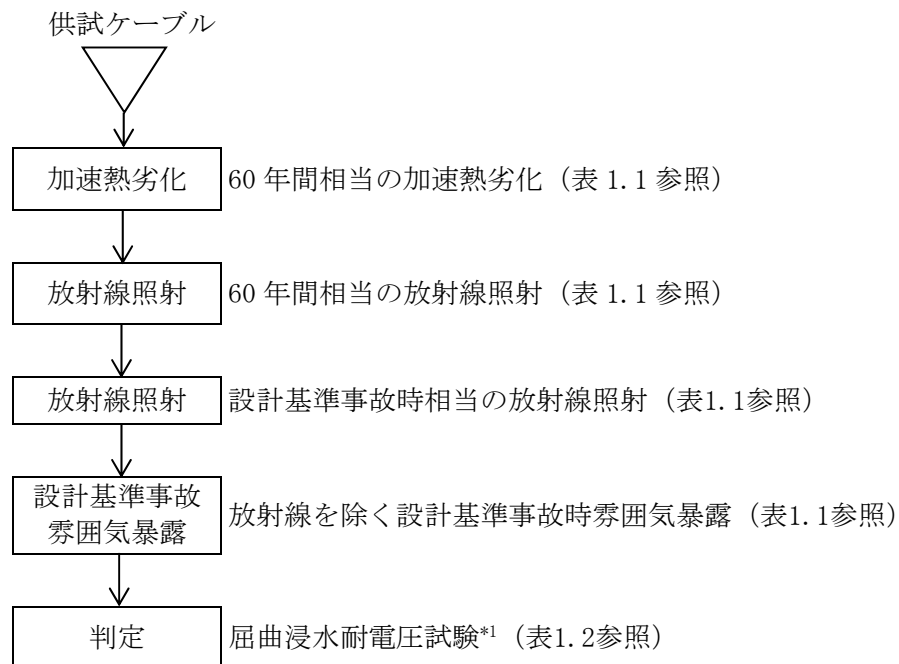 供試ケーブル
加速熱劣化 60 年間相当の加速熱劣化（表 1.1 参照）
放射線照射 60 年間相当の放射線照射（表 1.1 参照）
放射線照射 設計基準事故時相当の放射線照射（表1.1参照）
設計基準事故
雰囲気暴露
放射線を除く設計基準事故時雰囲気暴露（表1.1参照）
判定 屈曲浸水耐電圧試験*1（表1.2参照）